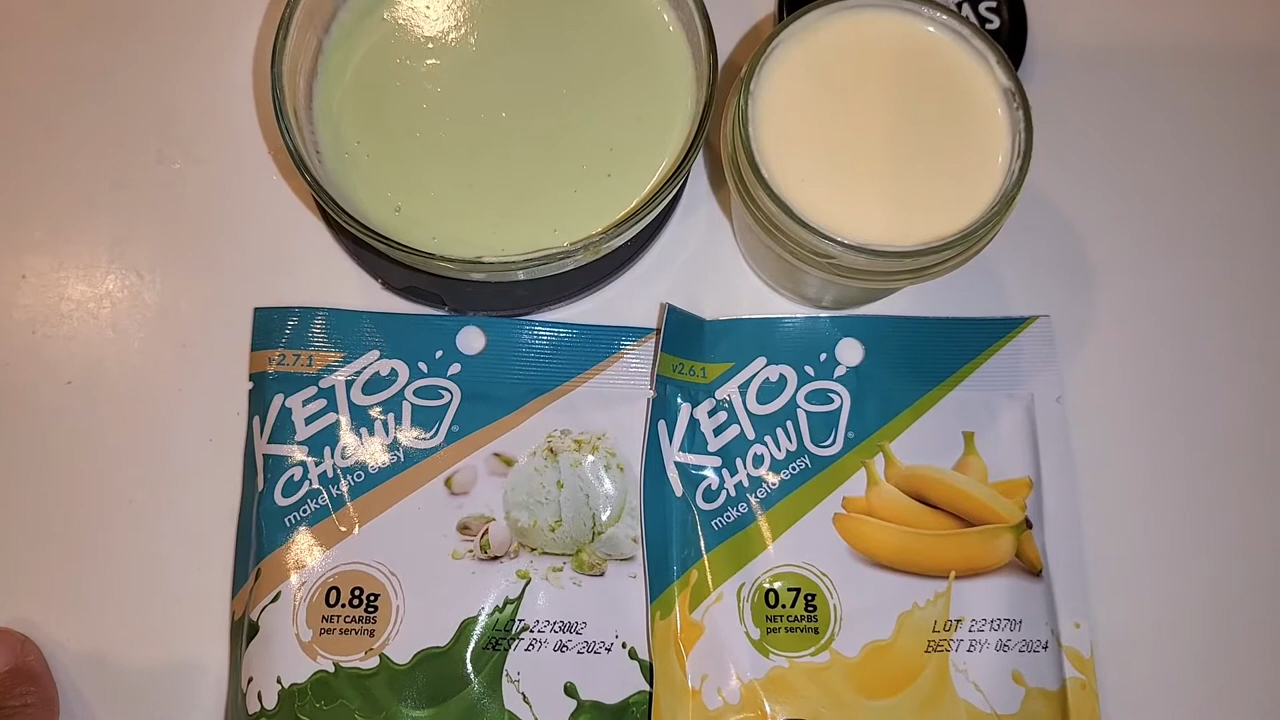 AS
v2.7.1
KETO
CHOW®
make keto easy
0.8g
NET CARBS
per serving
LOT: 2213002
BEST BY: 06/2024
v2.6.1
KETO
CHOW®
make keto easy
0.7g
NET CARBS
per serving
LOT: 2213701
BEST BY: 06/2024